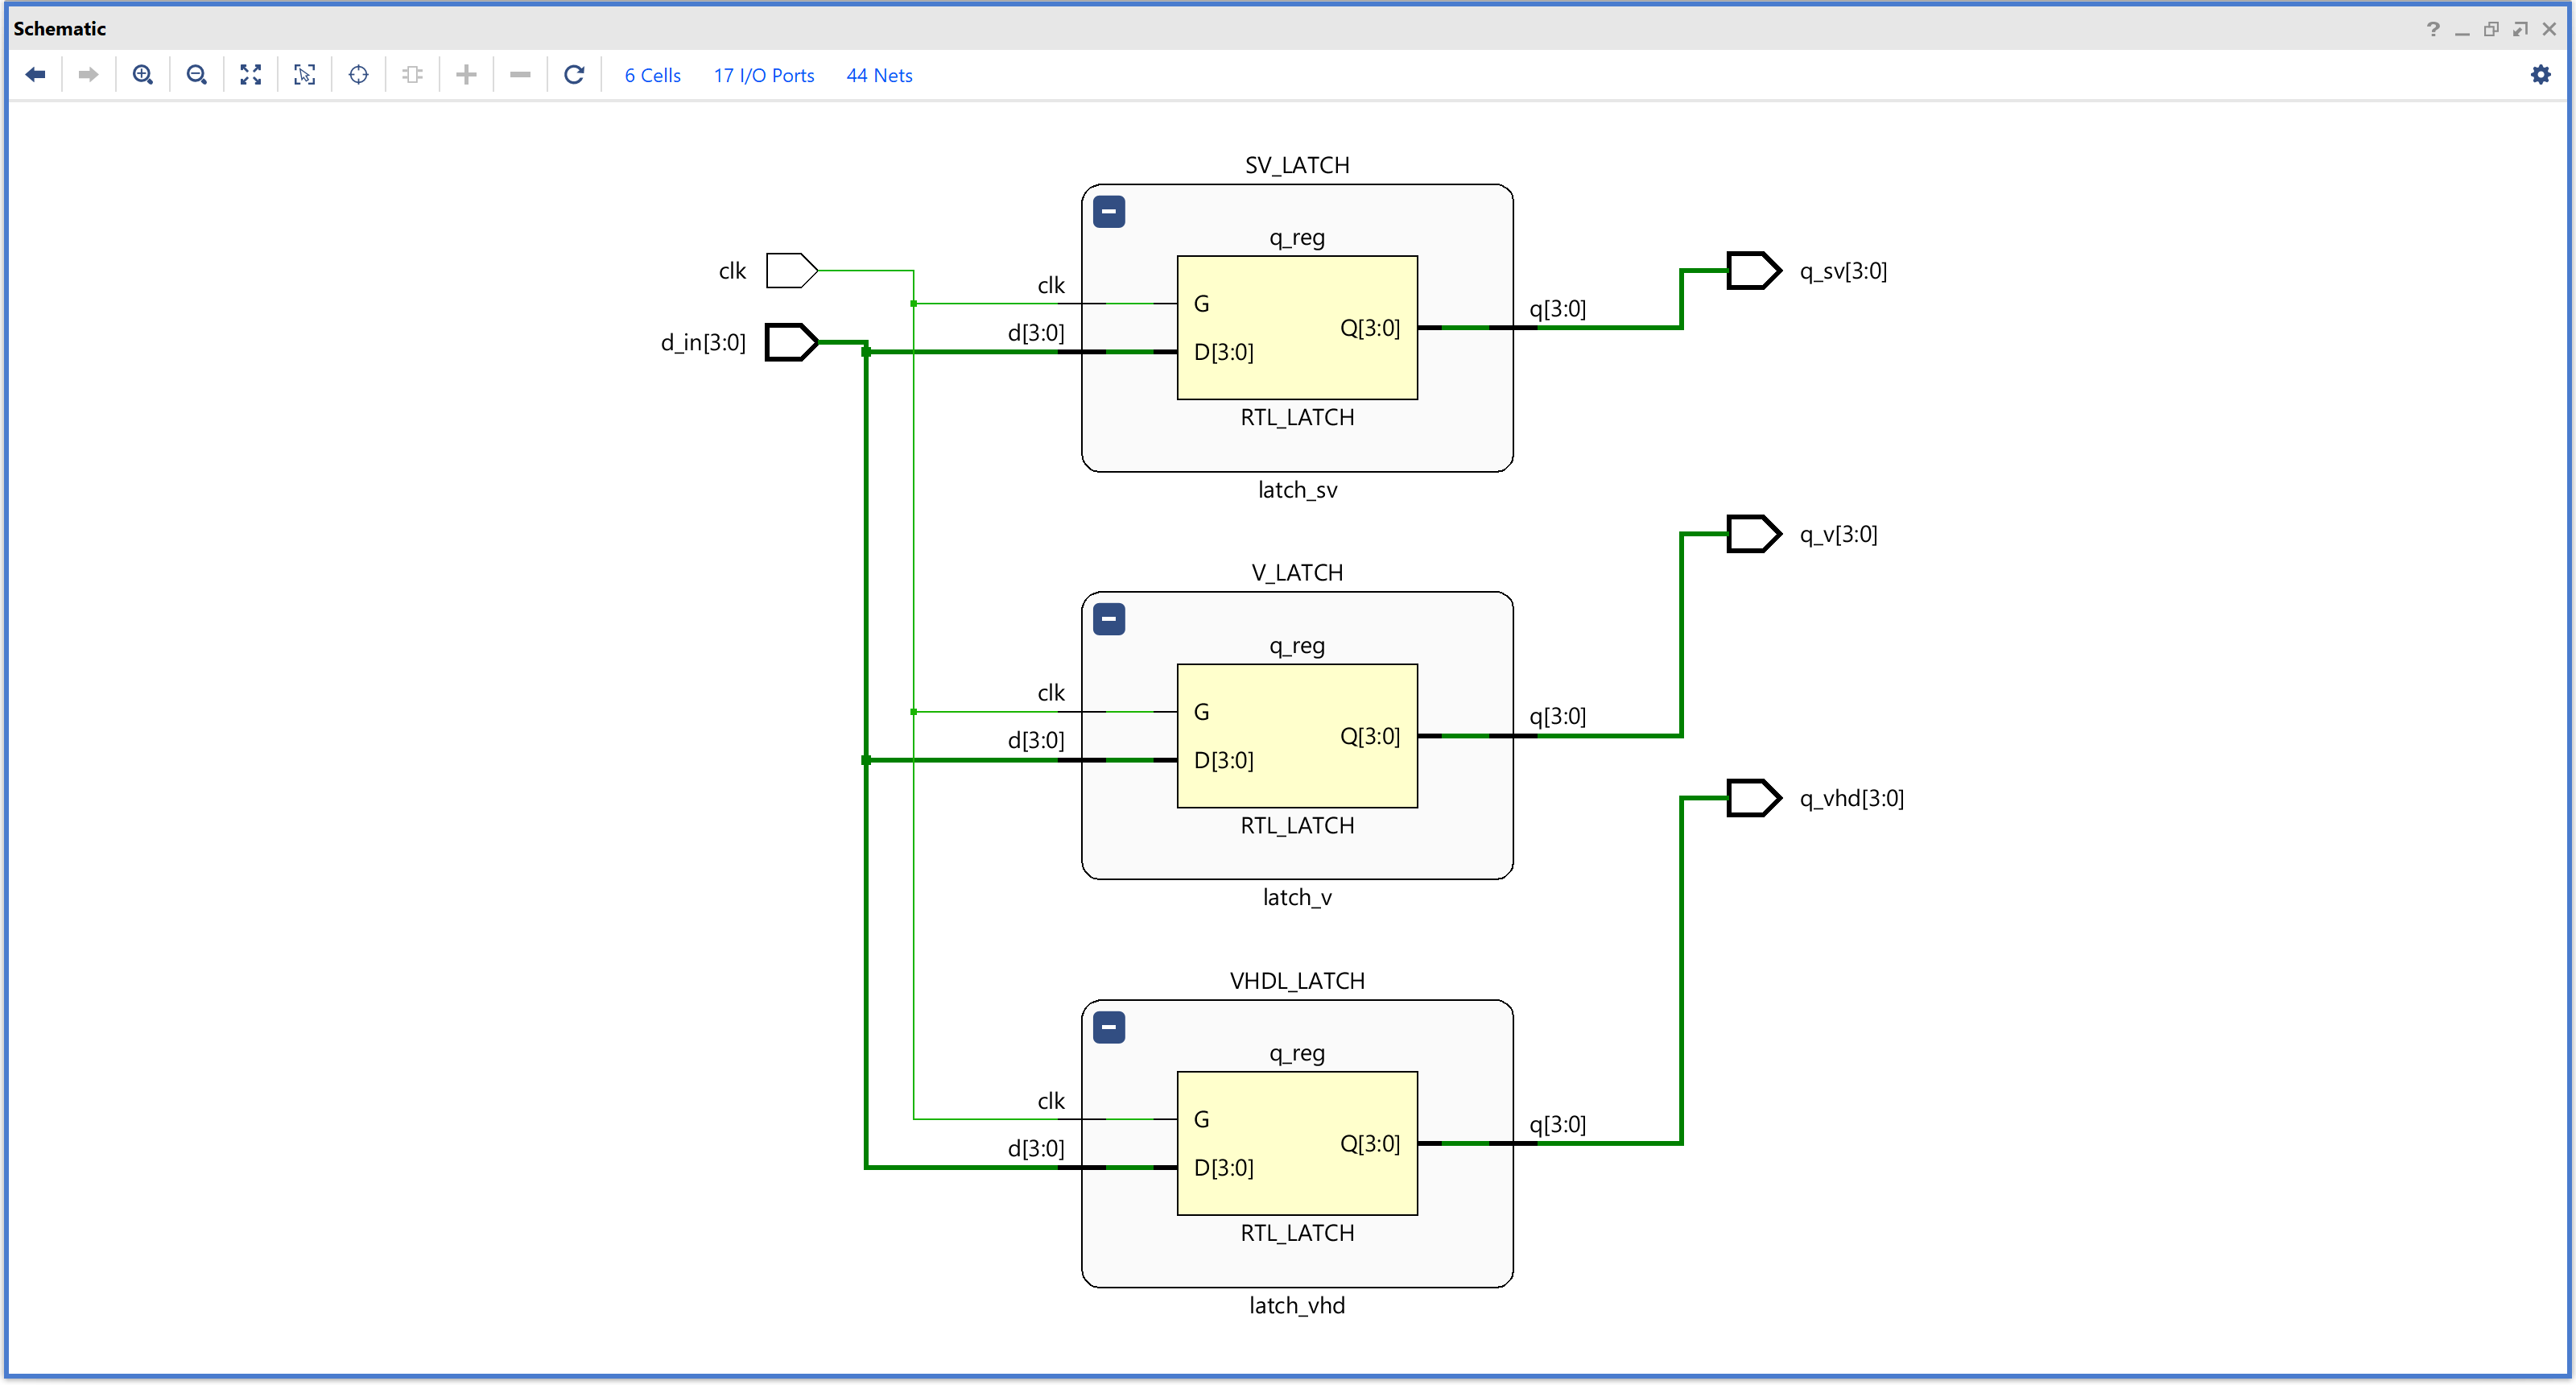 Schematic
6 Cells 17 I/O Ports 44 Nets
SV_LATCH
q_reg
clk
clk
G
q_sv[3:0]
q[3:0]
d[3:0]
Q[3:0]
d_in[3:0]
D[3:0]
RTL_LATCH
latch_sv
q_v[3:0]
V_LATCH
q_reg
clk
G
q[3:0]
d[3:0]
Q[3:0]
D[3:0]
q_vhd[3:0]
RTL_LATCH
latch_v
VHDL_LATCH
q_reg
clk
G
q[3:0]
d[3:0]
Q[3:0]
D[3:0]
RTL_LATCH
latch_vhd